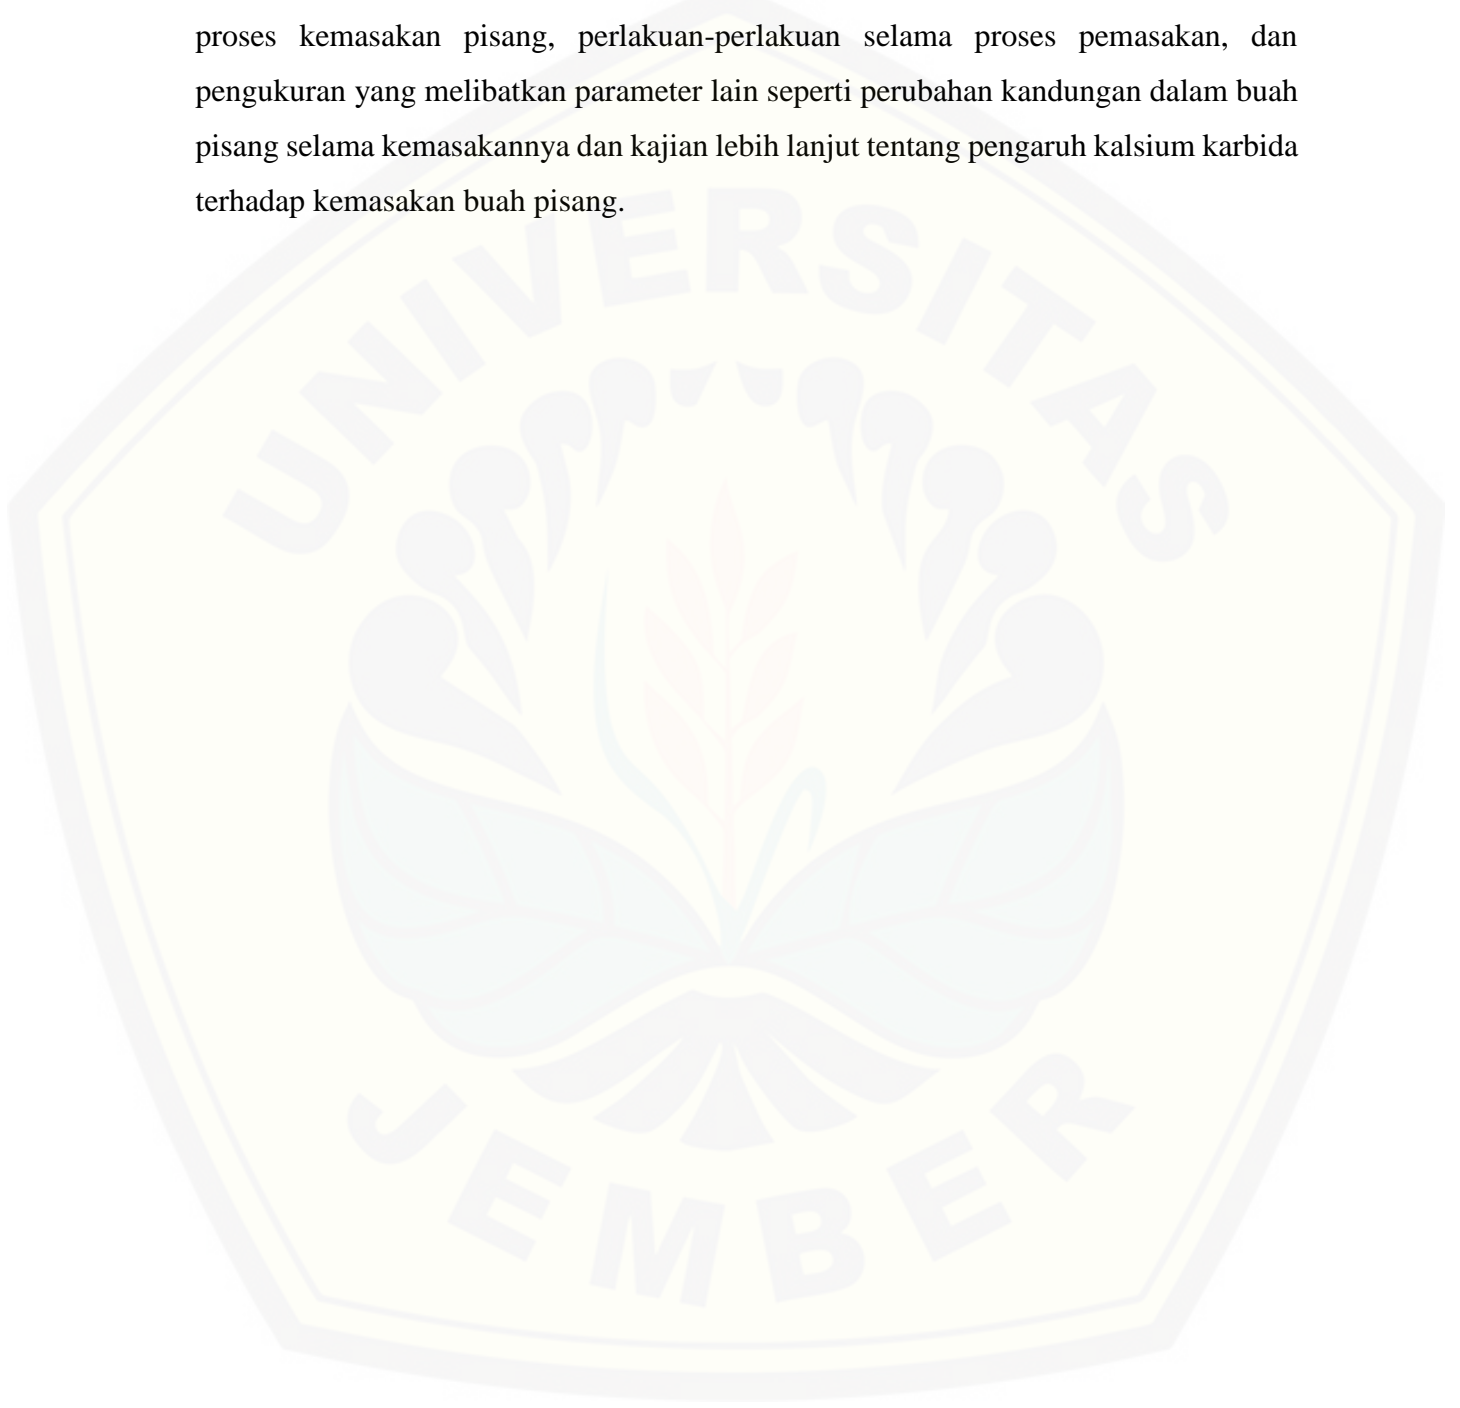 proses kemasakan pisang, perlakuan-perlakuan selama proses pemasakan, dan
pengukuran yang melibatkan parameter lain seperti perubahan kandungan dalam buah
pisang selama kemasakannya dan kajian lebih lanjut tentang pengaruh kalsium karbida
terhadap kemasakan buah pisang.
UNIVERSITAS
JEMBER